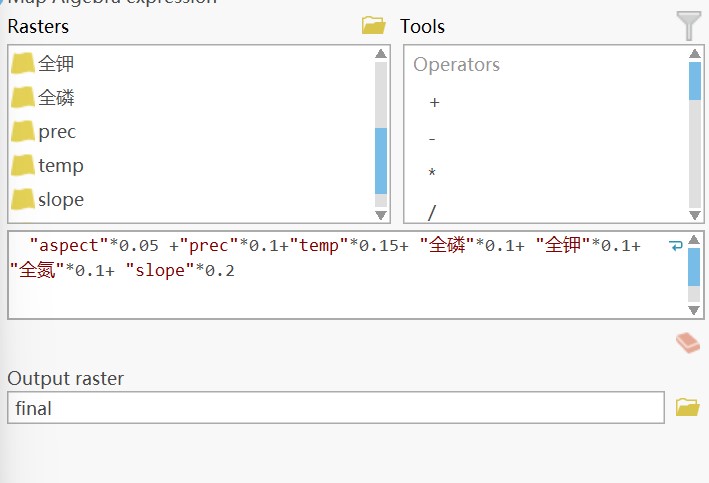 Map Algebra expression
Rasters
Tools
全钾
全磷
prec
temp
slope
Operators
+
-
*
/
"aspect"*0.05 +"prec"*0.1+"temp"*0.15+ "全磷"*0.1+ "全钾"*0.1+
"全氮"*0.1+ "slope"*0.2
Output raster
final